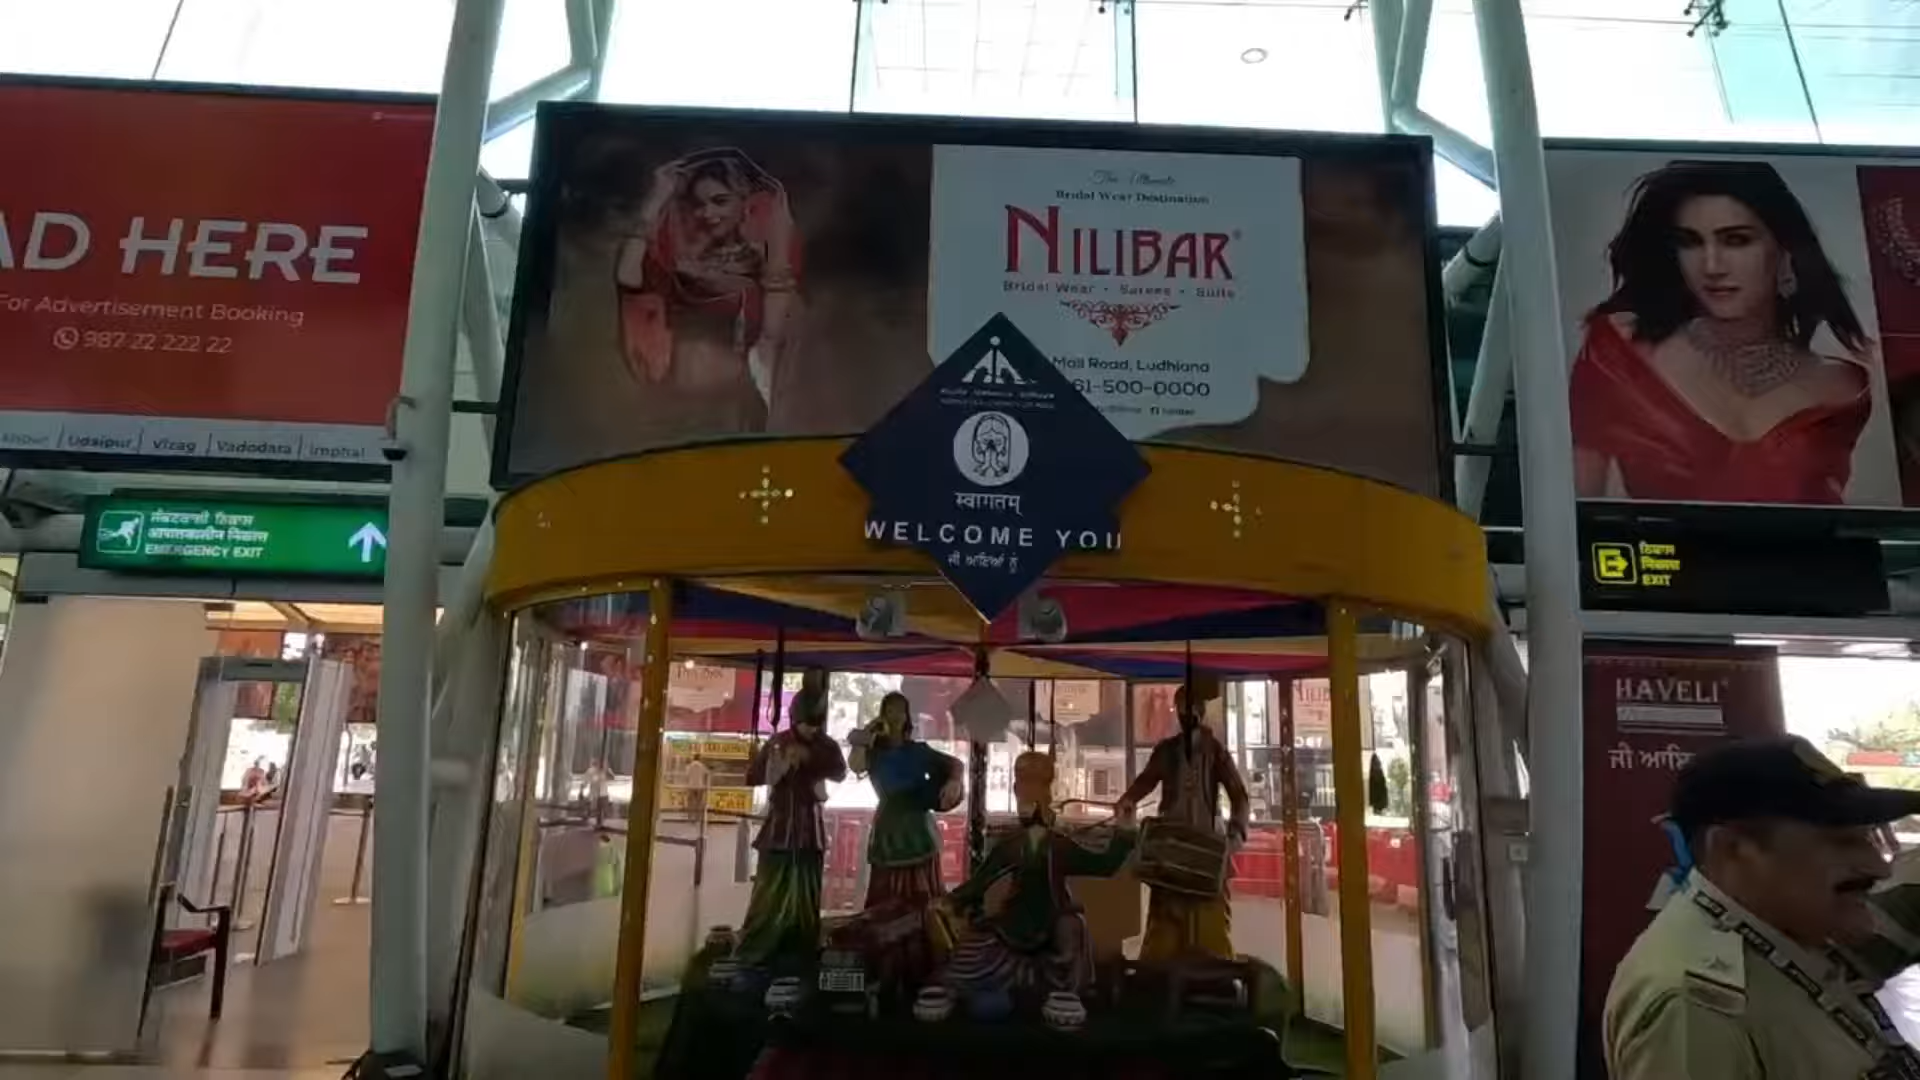 AD HERE
For Advertisement Booking
987 22 222 22
Udaipur | Vizag | Vadodara | Imphal
The Ultimate
Bridal Wear Destination
NILIBAR
Bridal Wear • Sarees • Suits
Mall Road, Ludhiana
61-500-0000
स्वागतम्
WELCOME YOU
ਜੀ ਆਇਆਂ ਨੂੰ
आपातकालीन निकास
EMERGENCY EXIT
ਨਿਕਾਸ
निकास
EXIT
HAVELI
ਜੀ ਆਇ